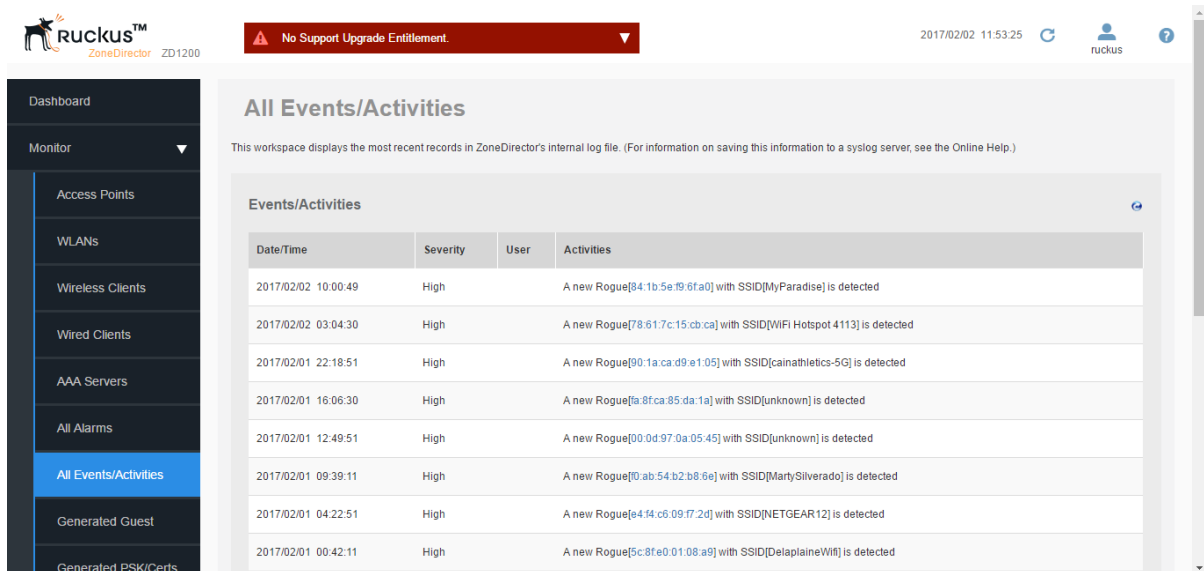 Ruckus™
ZoneDirector ZD1200
No Support Upgrade Entitlement.
2017/02/02 11:53:25
ruckus
Dashboard
Monitor
Access Points
WLANs
Wireless Clients
Wired Clients
AAA Servers
All Alarms
All Events/Activities
Generated Guest
Generated PSK/Certs
All Events/Activities
This workspace displays the most recent records in ZoneDirector's internal log file. (For information on saving this information to a syslog server, see the Online Help.)
Events/Activities
Date/Time Severity User Activities
2017/02/02 10:00:49 High A new Rogue[84:1b:5e:f9:6f:a0] with SSID[MyParadise] is detected
2017/02/02 03:04:30 High A new Rogue[78:61:7c:15:cb:ca] with SSID[WiFi Hotspot 4113] is detected
2017/02/01 22:18:51 High A new Rogue[90:1a:ca:d9:e1:05] with SSID[cainathletics-5G] is detected
2017/02/01 16:06:30 High A new Rogue[fa:8f:ca:85:da:1a] with SSID[unknown] is detected
2017/02/01 12:49:51 High A new Rogue[00:0d:97:0a:05:45] with SSID[unknown] is detected
2017/02/01 09:39:11 High A new Rogue[f0:ab:54:b2:b8:6e] with SSID[MartySilverado] is detected
2017/02/01 04:22:51 High A new Rogue[e4:f4:c6:09:f7:2d] with SSID[NETGEAR12] is detected
2017/02/01 00:42:11 High A new Rogue[5c:8f:e0:01:08:a9] with SSID[DelaplaineWifi] is detected